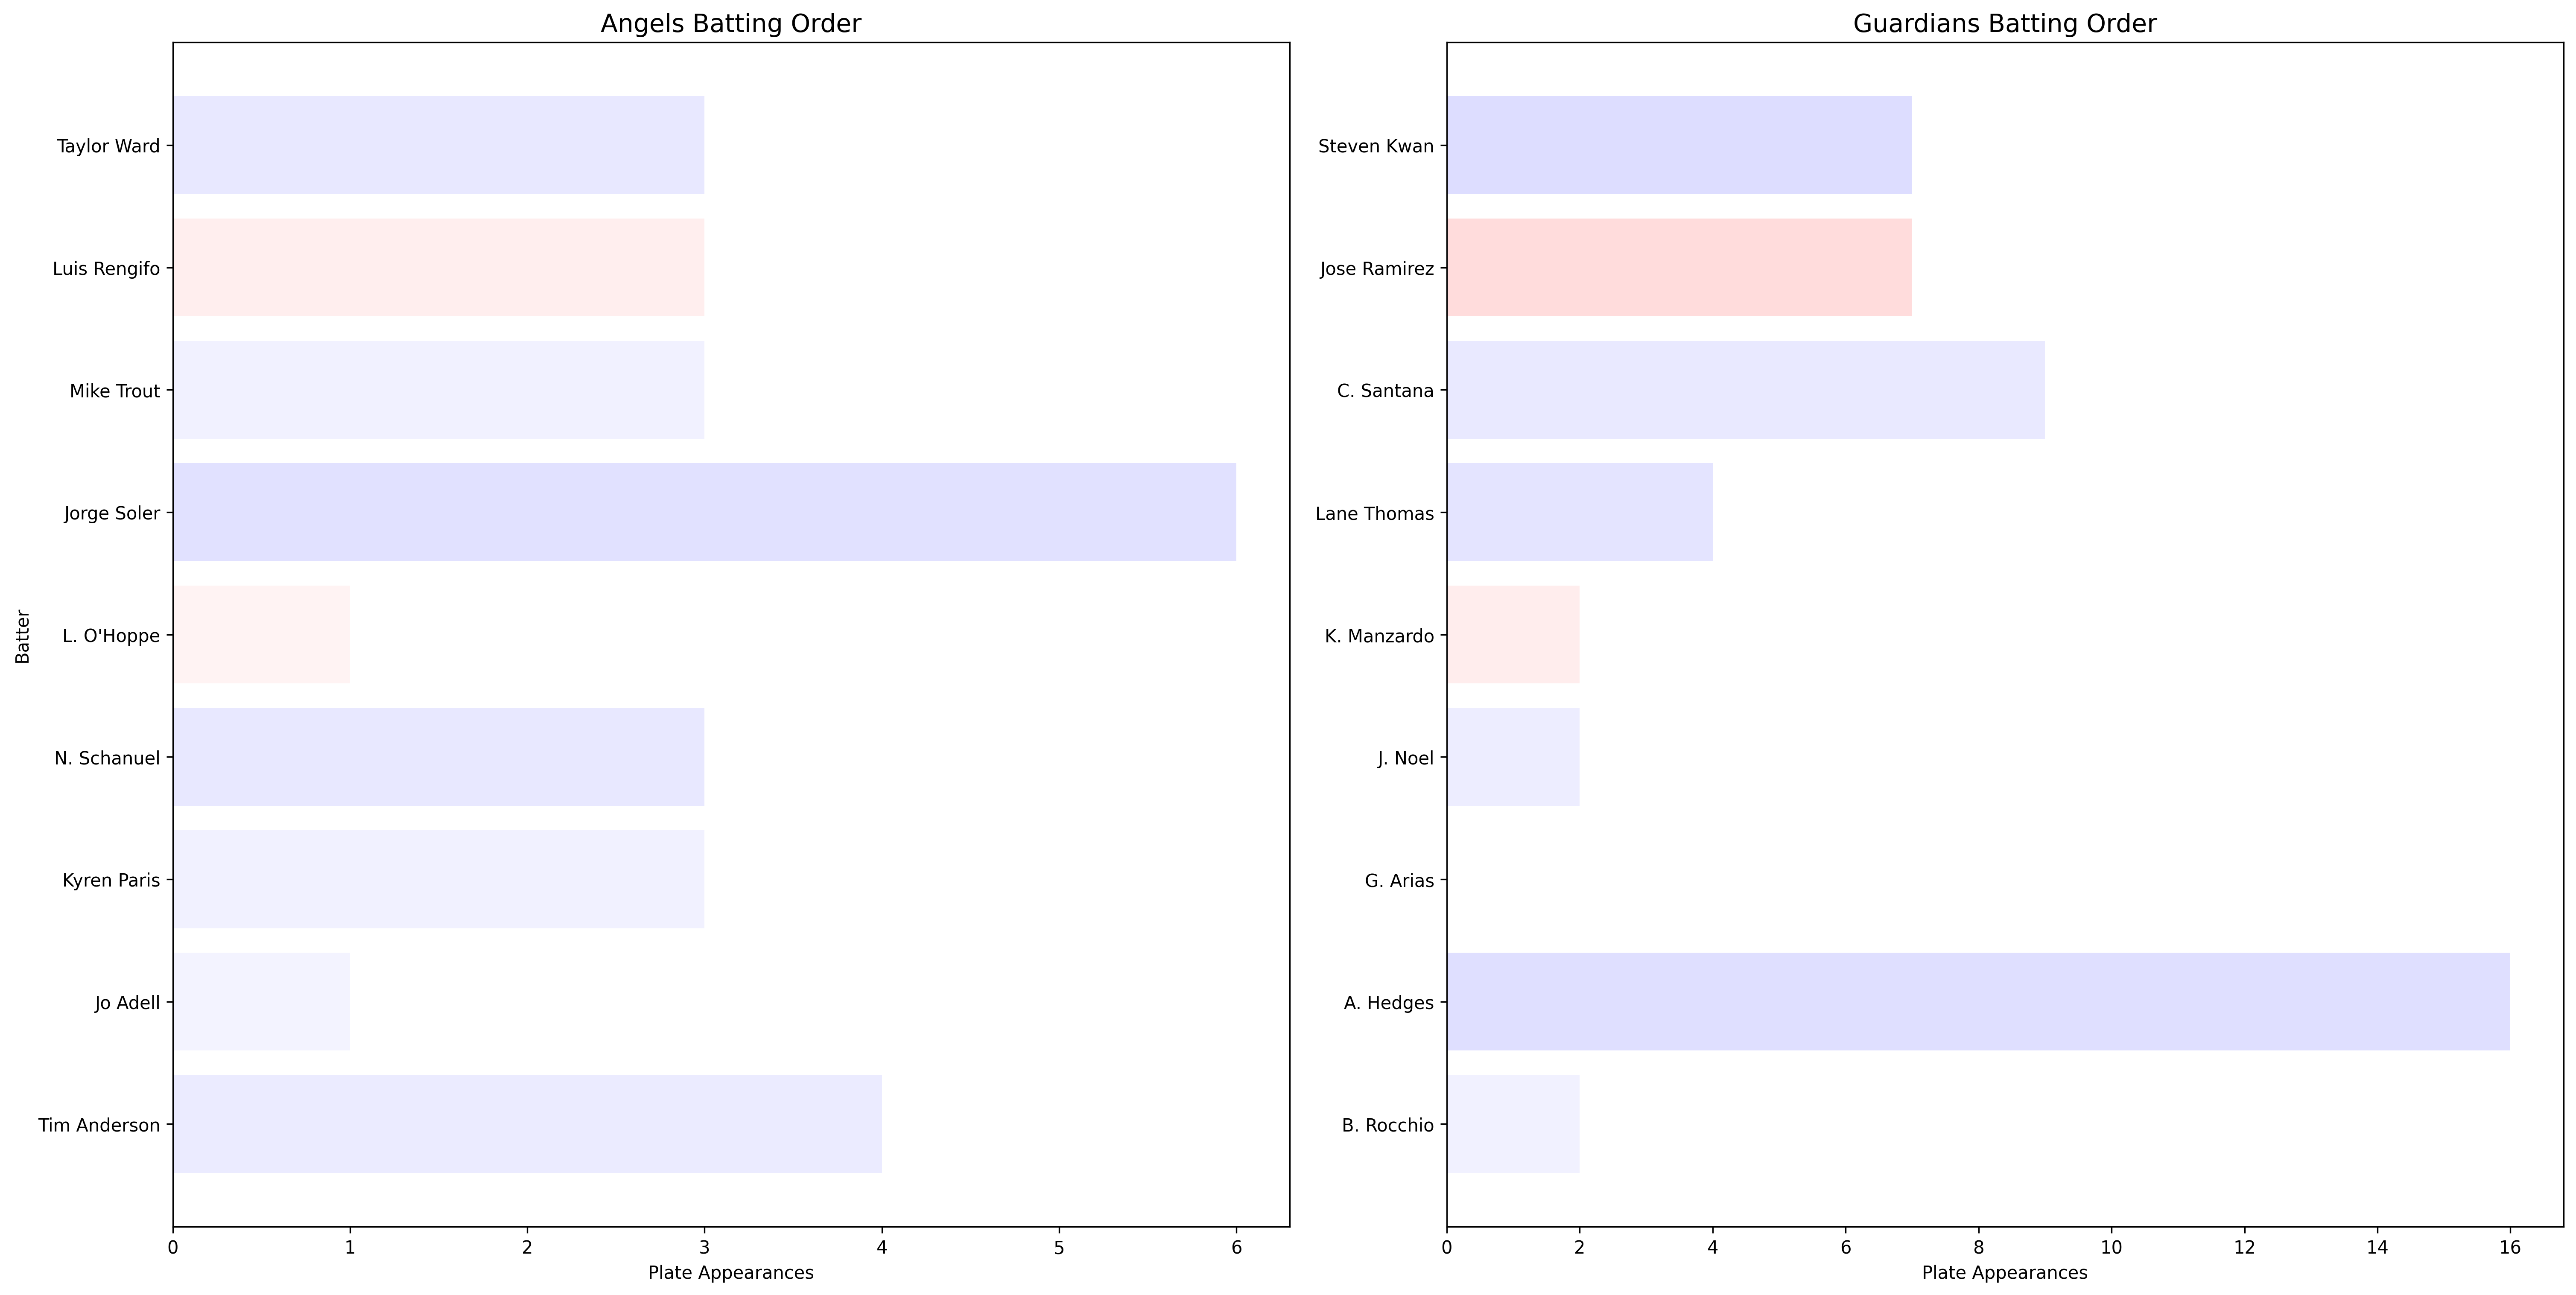 Angels Batting Order
Batter
Taylor Ward
Luis Rengifo
Mike Trout
Jorge Soler
L. O'Hoppe
N. Schanuel
Kyren Paris
Jo Adell
Tim Anderson
0 1 2 3 4 5 6
Plate Appearances
Guardians Batting Order
Steven Kwan
Jose Ramirez
C. Santana
Lane Thomas
K. Manzardo
J. Noel
G. Arias
A. Hedges
B. Rocchio
0 2 4 6 8 10 12 14 16
Plate Appearances